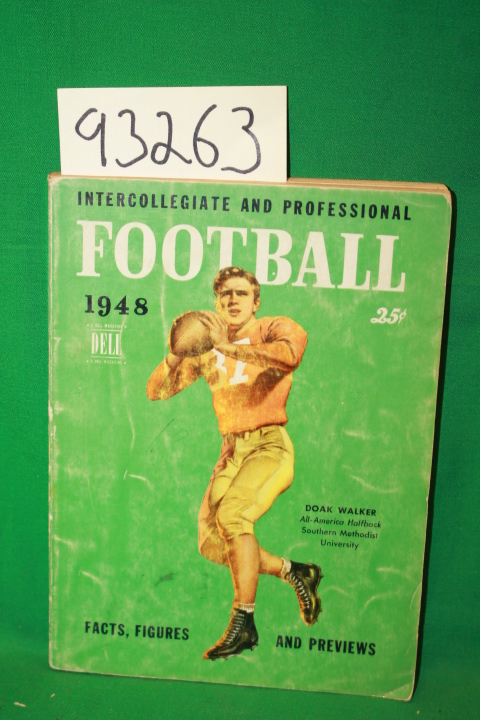 93263
INTERCOLLEGIATE AND PROFESSIONAL
FOOTBALL
1948
25¢
DELL
DOAK WALKER
All-America Halfback
Southern Methodist
University
FACTS, FIGURES
AND PREVIEWS